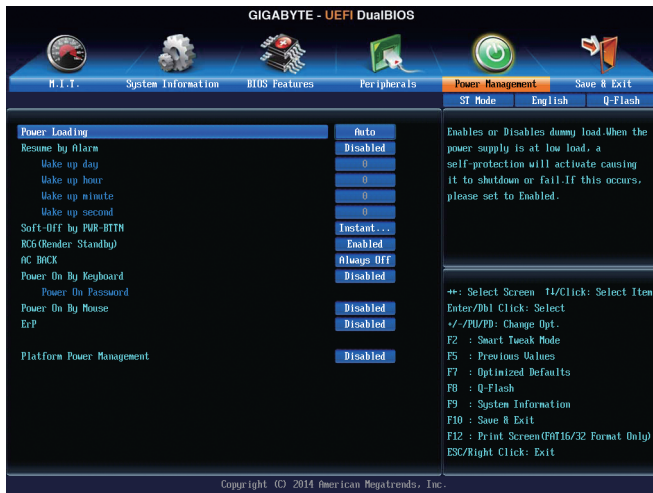 GIGABYTE - UEFI DualBIOS
M.I.T. System Information BIOS Features Peripherals Power Management Save & Exit
ST Mode English Q-Flash
Power Loading Auto
Resume by Alarm Disabled
Wake up day 0
Wake up hour 0
Wake up minute 0
Wake up second 0
Soft-Off by PWR-BTTN Instant...
RC6(Render Standby) Enabled
AC BACK Always Off
Power On By Keyboard Disabled
Power On Password
Power On By Mouse Disabled
ErP Disabled
Platform Power Management Disabled
Enables or Disables dummy load.When the
power supply is at low load, a
self-protection will activate causing
it to shutdown or fail.If this occurs,
please set to Enabled.
→←: Select Screen ↑↓/Click: Select Item
Enter/Dbl Click: Select
+/-/PU/PD: Change Opt.
F2 : Smart Tweak Mode
F5 : Previous Values
F7 : Optimized Defaults
F8 : Q-Flash
F9 : System Information
F10 : Save & Exit
F12 : Print Screen(FAT16/32 Format Only)
ESC/Right Click: Exit
Copyright (C) 2014 American Megatrends, Inc.